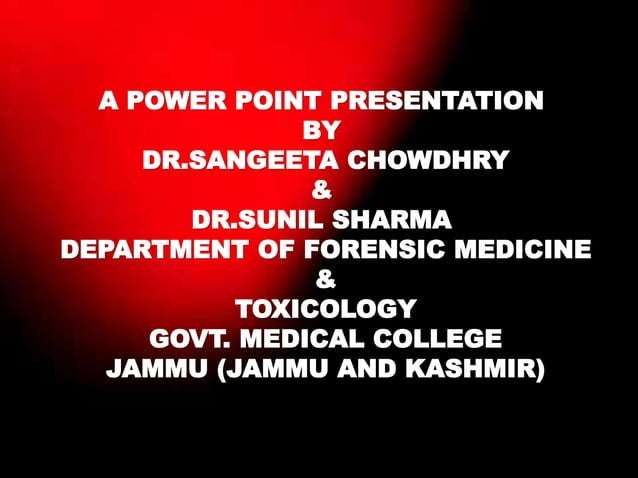 A POWER POINT PRESENTATION
BY
DR.SANGEETA CHOWDHRY
&
DR.SUNIL SHARMA
DEPARTMENT OF FORENSIC MEDICINE
&
TOXICOLOGY
GOVT. MEDICAL COLLEGE
JAMMU (JAMMU AND KASHMIR)